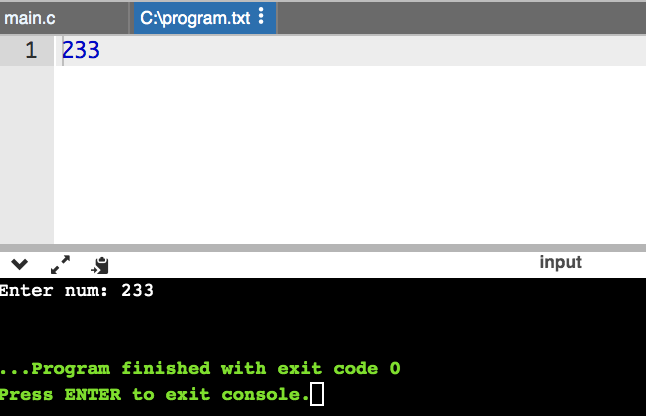 main.c
C:\program.txt
1 233
input
Enter num: 233
...Program finished with exit code 0
Press ENTER to exit console.